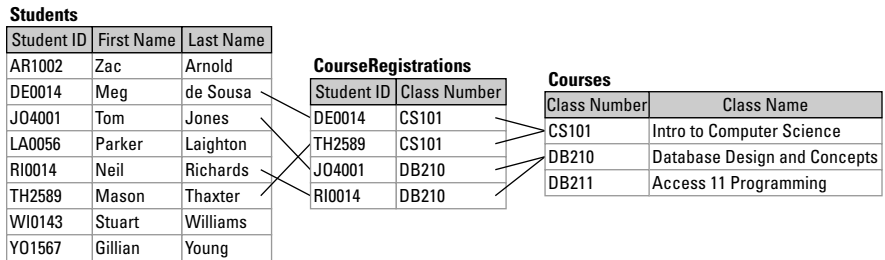 Students
Student ID First Name Last Name
AR1002 Zac Arnold
DE0014 Meg de Sousa
JO4001 Tom Jones
LA0056 Parker Laighton
RI0014 Neil Richards
TH2589 Mason Thaxter
WI0143 Stuart Williams
YO1567 Gillian Young
CourseRegistrations
Student ID Class Number
DE0014 CS101
TH2589 CS101
JO4001 DB210
RI0014 DB210
Courses
Class Number Class Name
CS101 Intro to Computer Science
DB210 Database Design and Concepts
DB211 Access 11 Programming